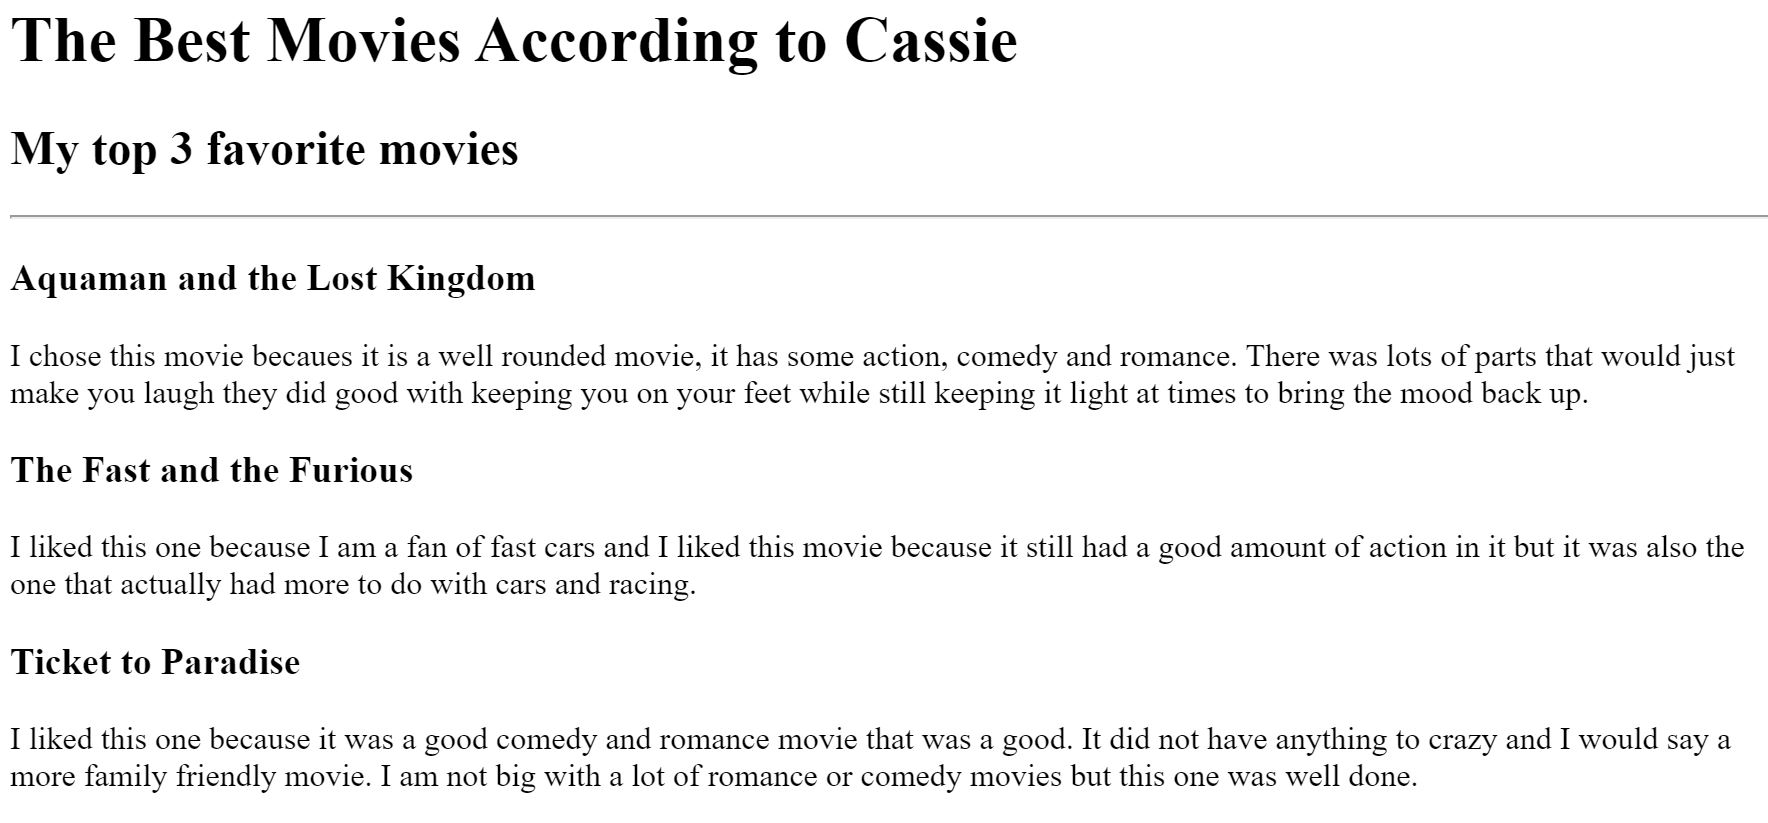 The Best Movies According to Cassie
My top 3 favorite movies
Aquaman and the Lost Kingdom
I chose this movie becaues it is a well rounded movie, it has some action, comedy and romance. There was lots of parts that would just
make you laugh they did good with keeping you on your feet while still keeping it light at times to bring the mood back up.
The Fast and the Furious
I liked this one because I am a fan of fast cars and I liked this movie because it still had a good amount of action in it but it was also the
one that actually had more to do with cars and racing.
Ticket to Paradise
I liked this one because it was a good comedy and romance movie that was a good. It did not have anything to crazy and I would say a
more family friendly movie. I am not big with a lot of romance or comedy movies but this one was well done.